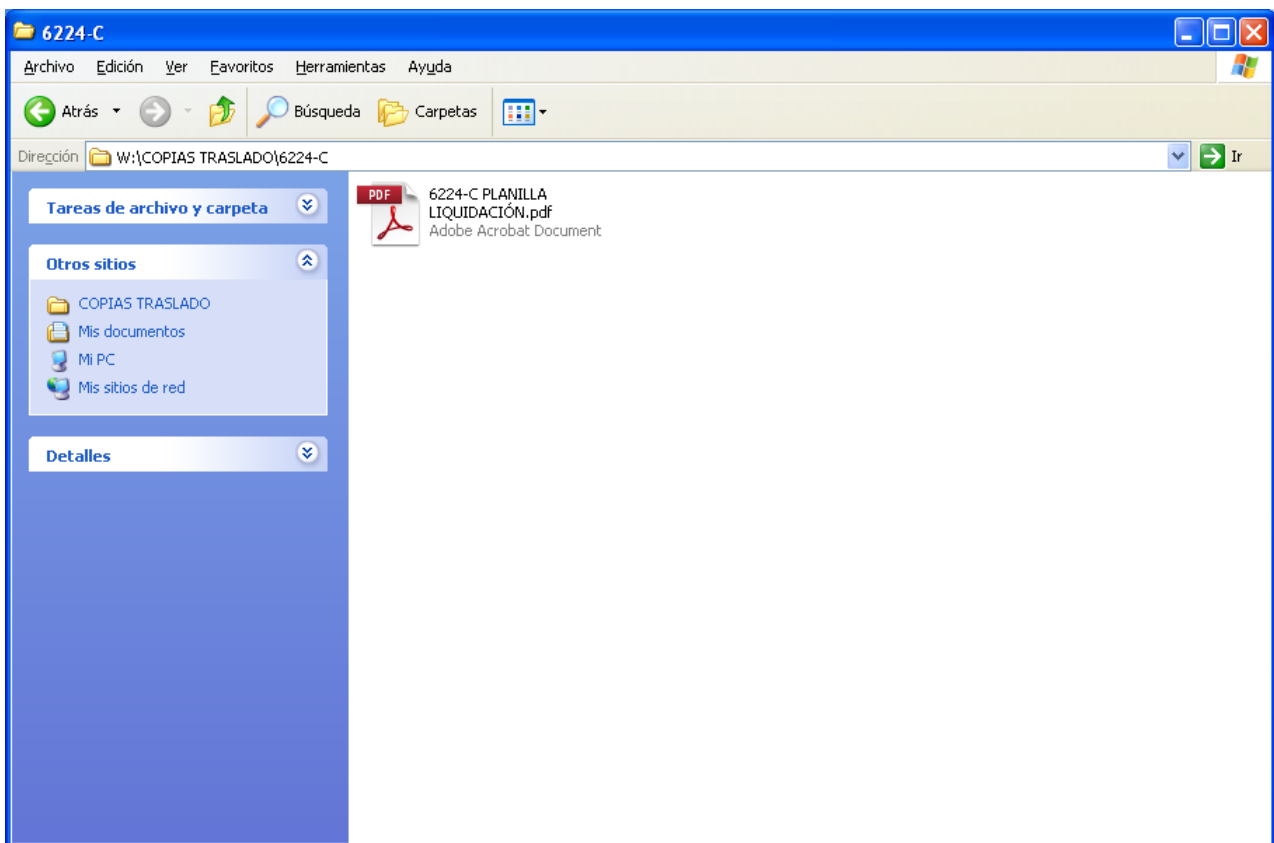 6224-C
Archivo Edición Ver Favoritos Herramientas Ayuda
Atrás Búsqueda Carpetas
Dirección W:\COPIAS TRASLADO\6224-C Ir
Tareas de archivo y carpeta
Otros sitios
COPIAS TRASLADO
Mis documentos
Mi PC
Mis sitios de red
Detalles
PDF
6224-C PLANILLA
LIQUIDACIÓN.pdf
Adobe Acrobat Document